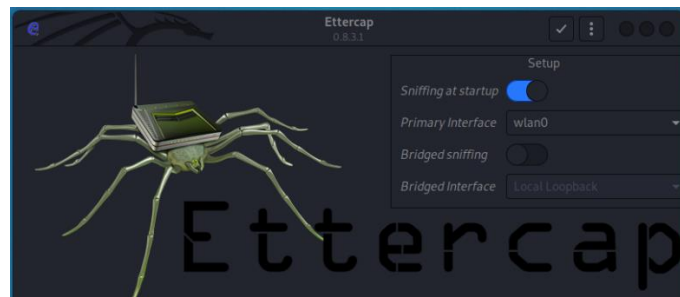 Ettercap
0.8.3.1
Setup
Sniffing at startup
Primary Interface wlan0
Bridged sniffing
Bridged Interface Local Loopback
Ettercap